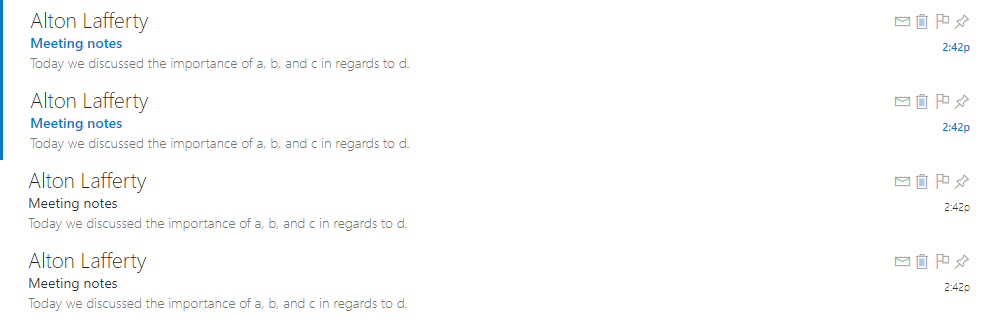 Alton Lafferty
Meeting notes
2:42p
Today we discussed the importance of a, b, and c in regards to d.
Alton Lafferty
Meeting notes
2:42p
Today we discussed the importance of a, b, and c in regards to d.
Alton Lafferty
Meeting notes
2:42p
Today we discussed the importance of a, b, and c in regards to d.
Alton Lafferty
Meeting notes
2:42p
Today we discussed the importance of a, b, and c in regards to d.